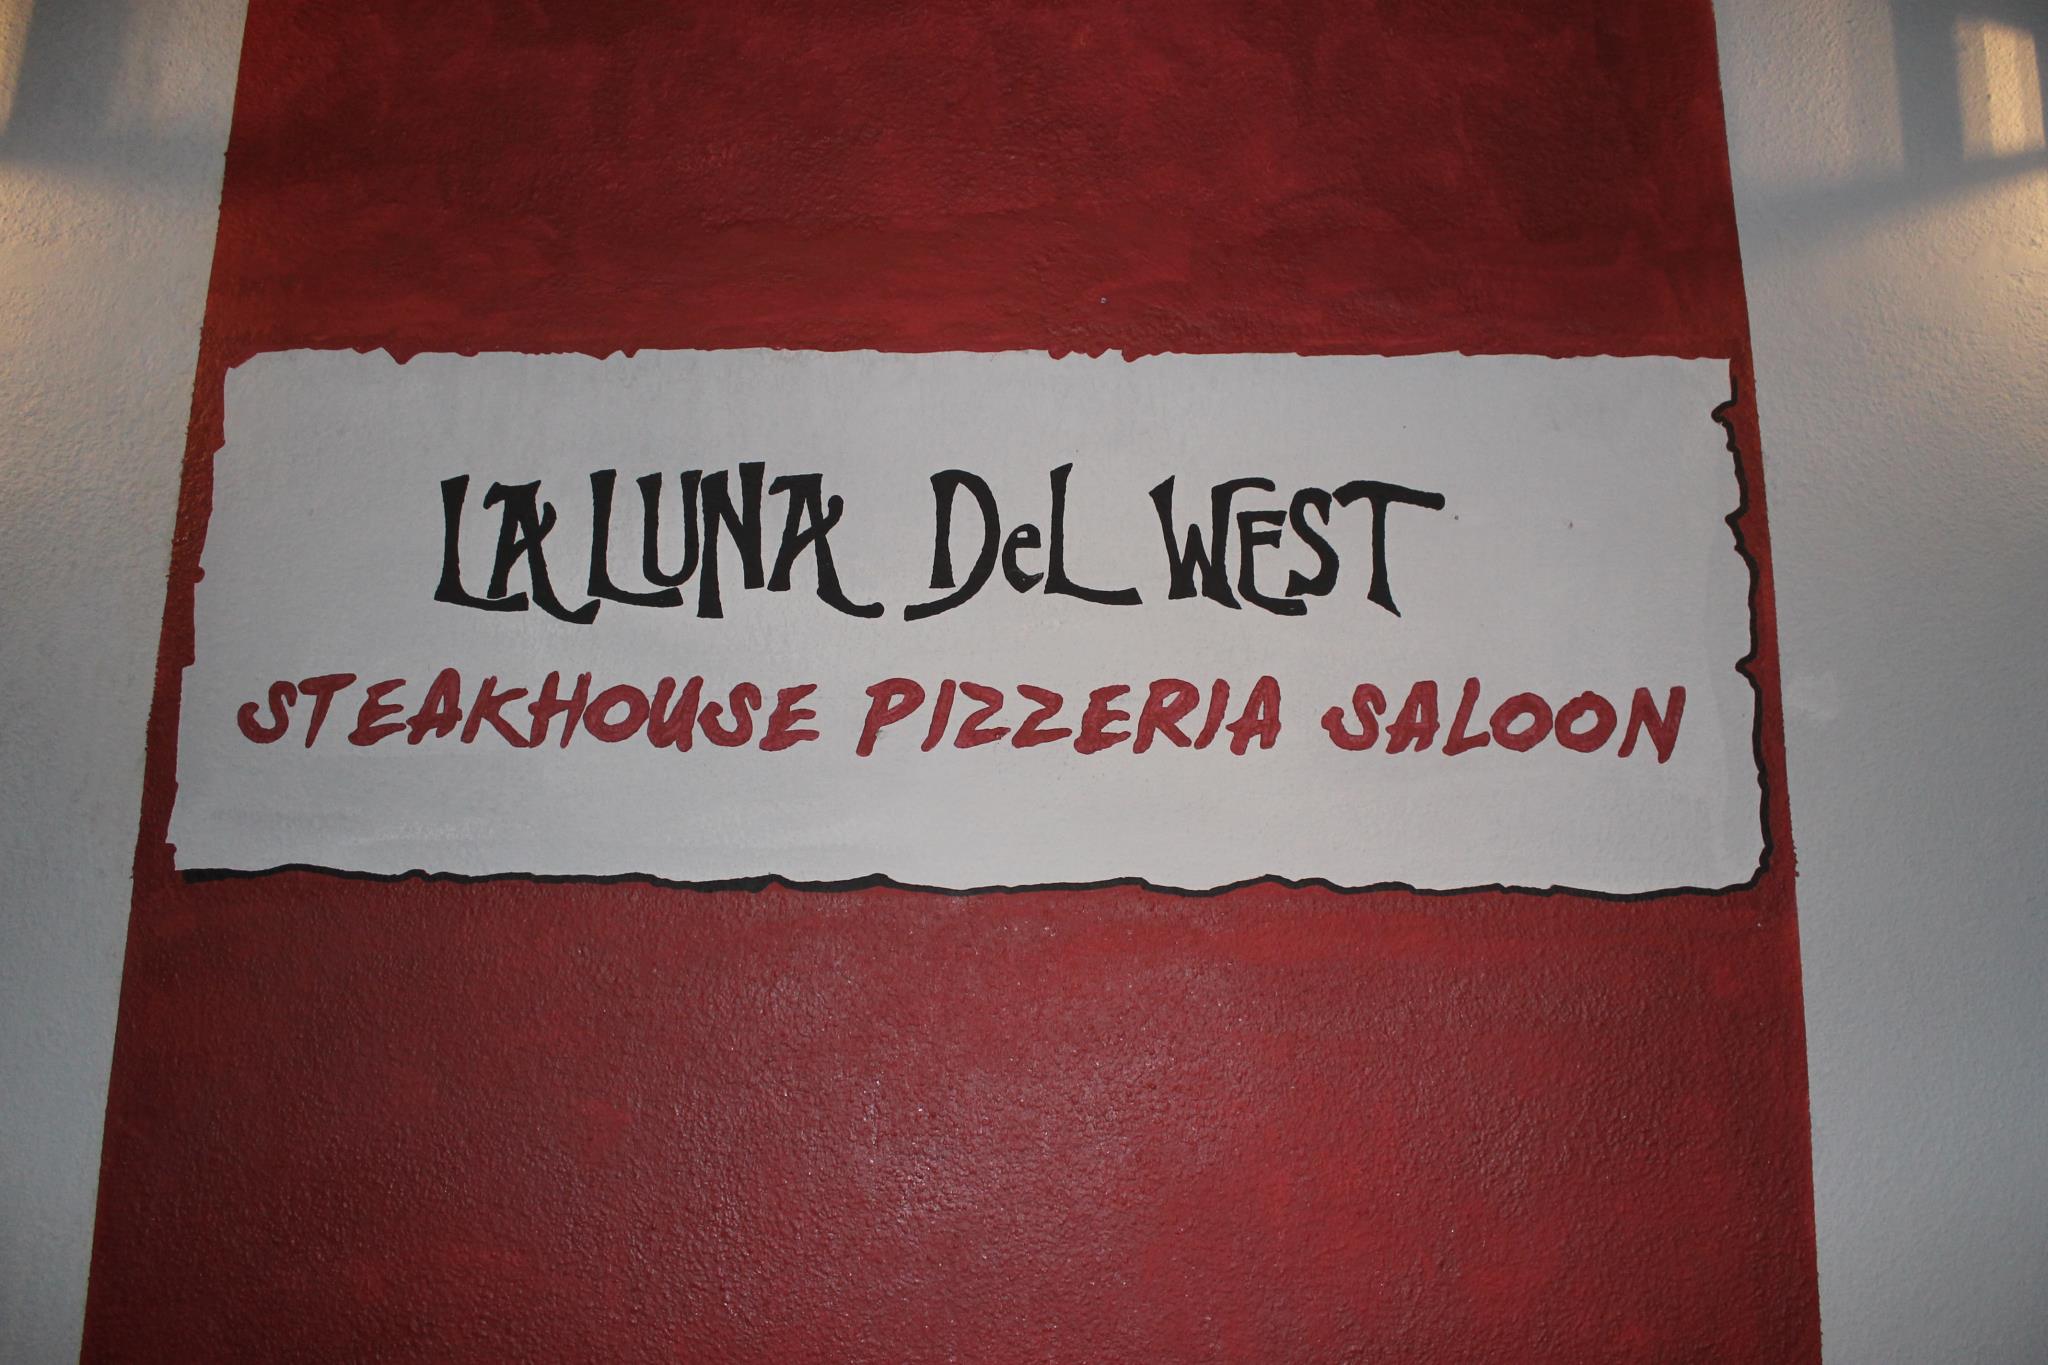 LA LUNA DeL WEST
STEAKHOUSE PIZZERIA SALOON